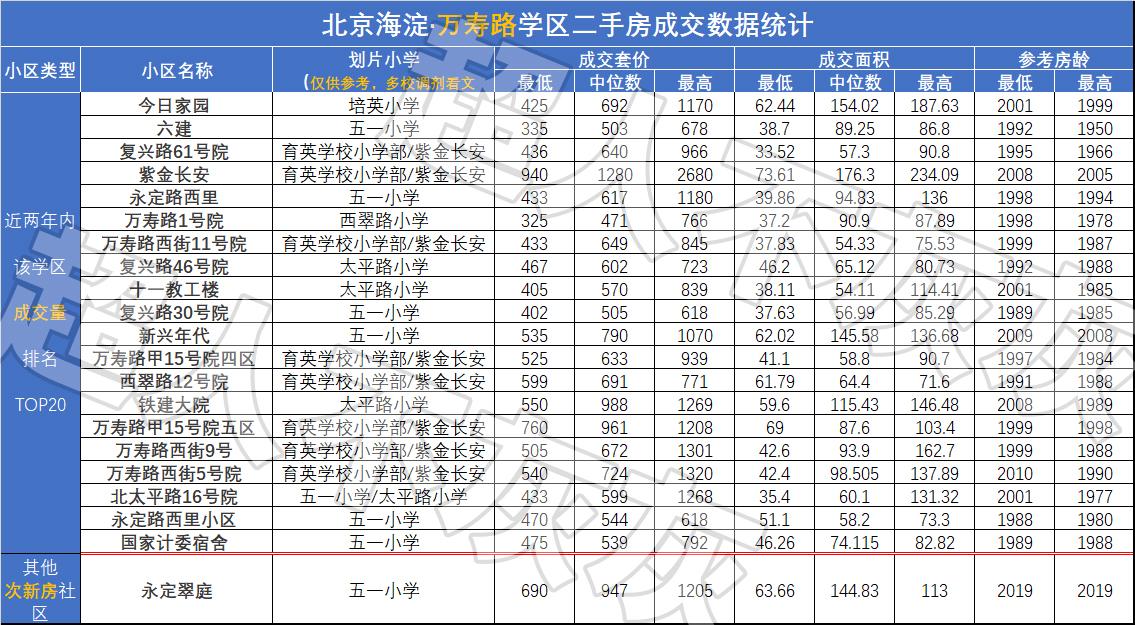 北京海淀·万寿路学区二手房成交数据统计
小区类型 小区名称 划片小学 (仅供参考，多校调剂看文 成交套价 成交面积 参考房龄
最低 中位数 最高 最低 中位数 最高 最低 最高
近两年内
该学区
成交量
排名
TOP20
今日家园 培英小学 425 692 1170 62.44 154.02 187.63 2001 1999
六建 五一小学 335 503 678 38.7 89.25 86.8 1992 1950
复兴路61号院 育英学校小学部/紫金长安 436 640 966 33.52 57.3 90.8 1995 1966
紫金长安 育英学校小学部/紫金长安 940 1280 2680 73.61 176.3 234.09 2008 2005
永定路西里 五一小学 433 617 1180 39.86 94.83 136 1998 1994
万寿路1号院 西翠路小学 325 471 766 37.2 90.9 87.89 1998 1978
万寿路西街11号院 育英学校小学部/紫金长安 433 649 845 37.83 54.33 75.53 1999 1987
复兴路46号院 太平路小学 467 602 723 46.2 65.12 80.73 1992 1988
十一教工楼 太平路小学 405 570 839 38.11 54.11 114.41 2001 1985
复兴路30号院 五一小学 402 505 618 37.63 56.99 85.29 1989 1985
新兴年代 五一小学 535 790 1070 62.02 145.58 136.68 2009 2008
万寿路甲15号院四区 育英学校小学部/紫金长安 525 633 939 41.1 58.8 90.7 1997 1984
西翠路12号院 育英学校小学部/紫金长安 599 691 771 61.79 64.4 71.6 1991 1988
铁建大院 太平路小学 550 988 1269 59.6 115.43 146.48 2008 1989
万寿路甲15号院五区 育英学校小学部/紫金长安 760 961 1208 69 87.6 103.4 1999 1998
万寿路西街9号 育英学校小学部/紫金长安 505 672 1301 42.6 93.9 162.7 1999 1988
万寿路西街5号院 育英学校小学部/紫金长安 540 724 1320 42.4 98.505 137.89 2010 1990
北太平路16号院 五一小学/太平路小学 433 599 1268 35.4 60.1 131.32 2001 1977
永定路西里小区 五一小学 470 544 618 51.1 58.2 73.3 1988 1980
国家计委宿舍 五一小学 475 539 792 46.26 74.115 82.82 1989 1988
其他
次新房社
区
永定翠庭 五一小学 690 947 1205 63.66 144.83 113 2019 2019
超人不灰灰
超人不灰灰